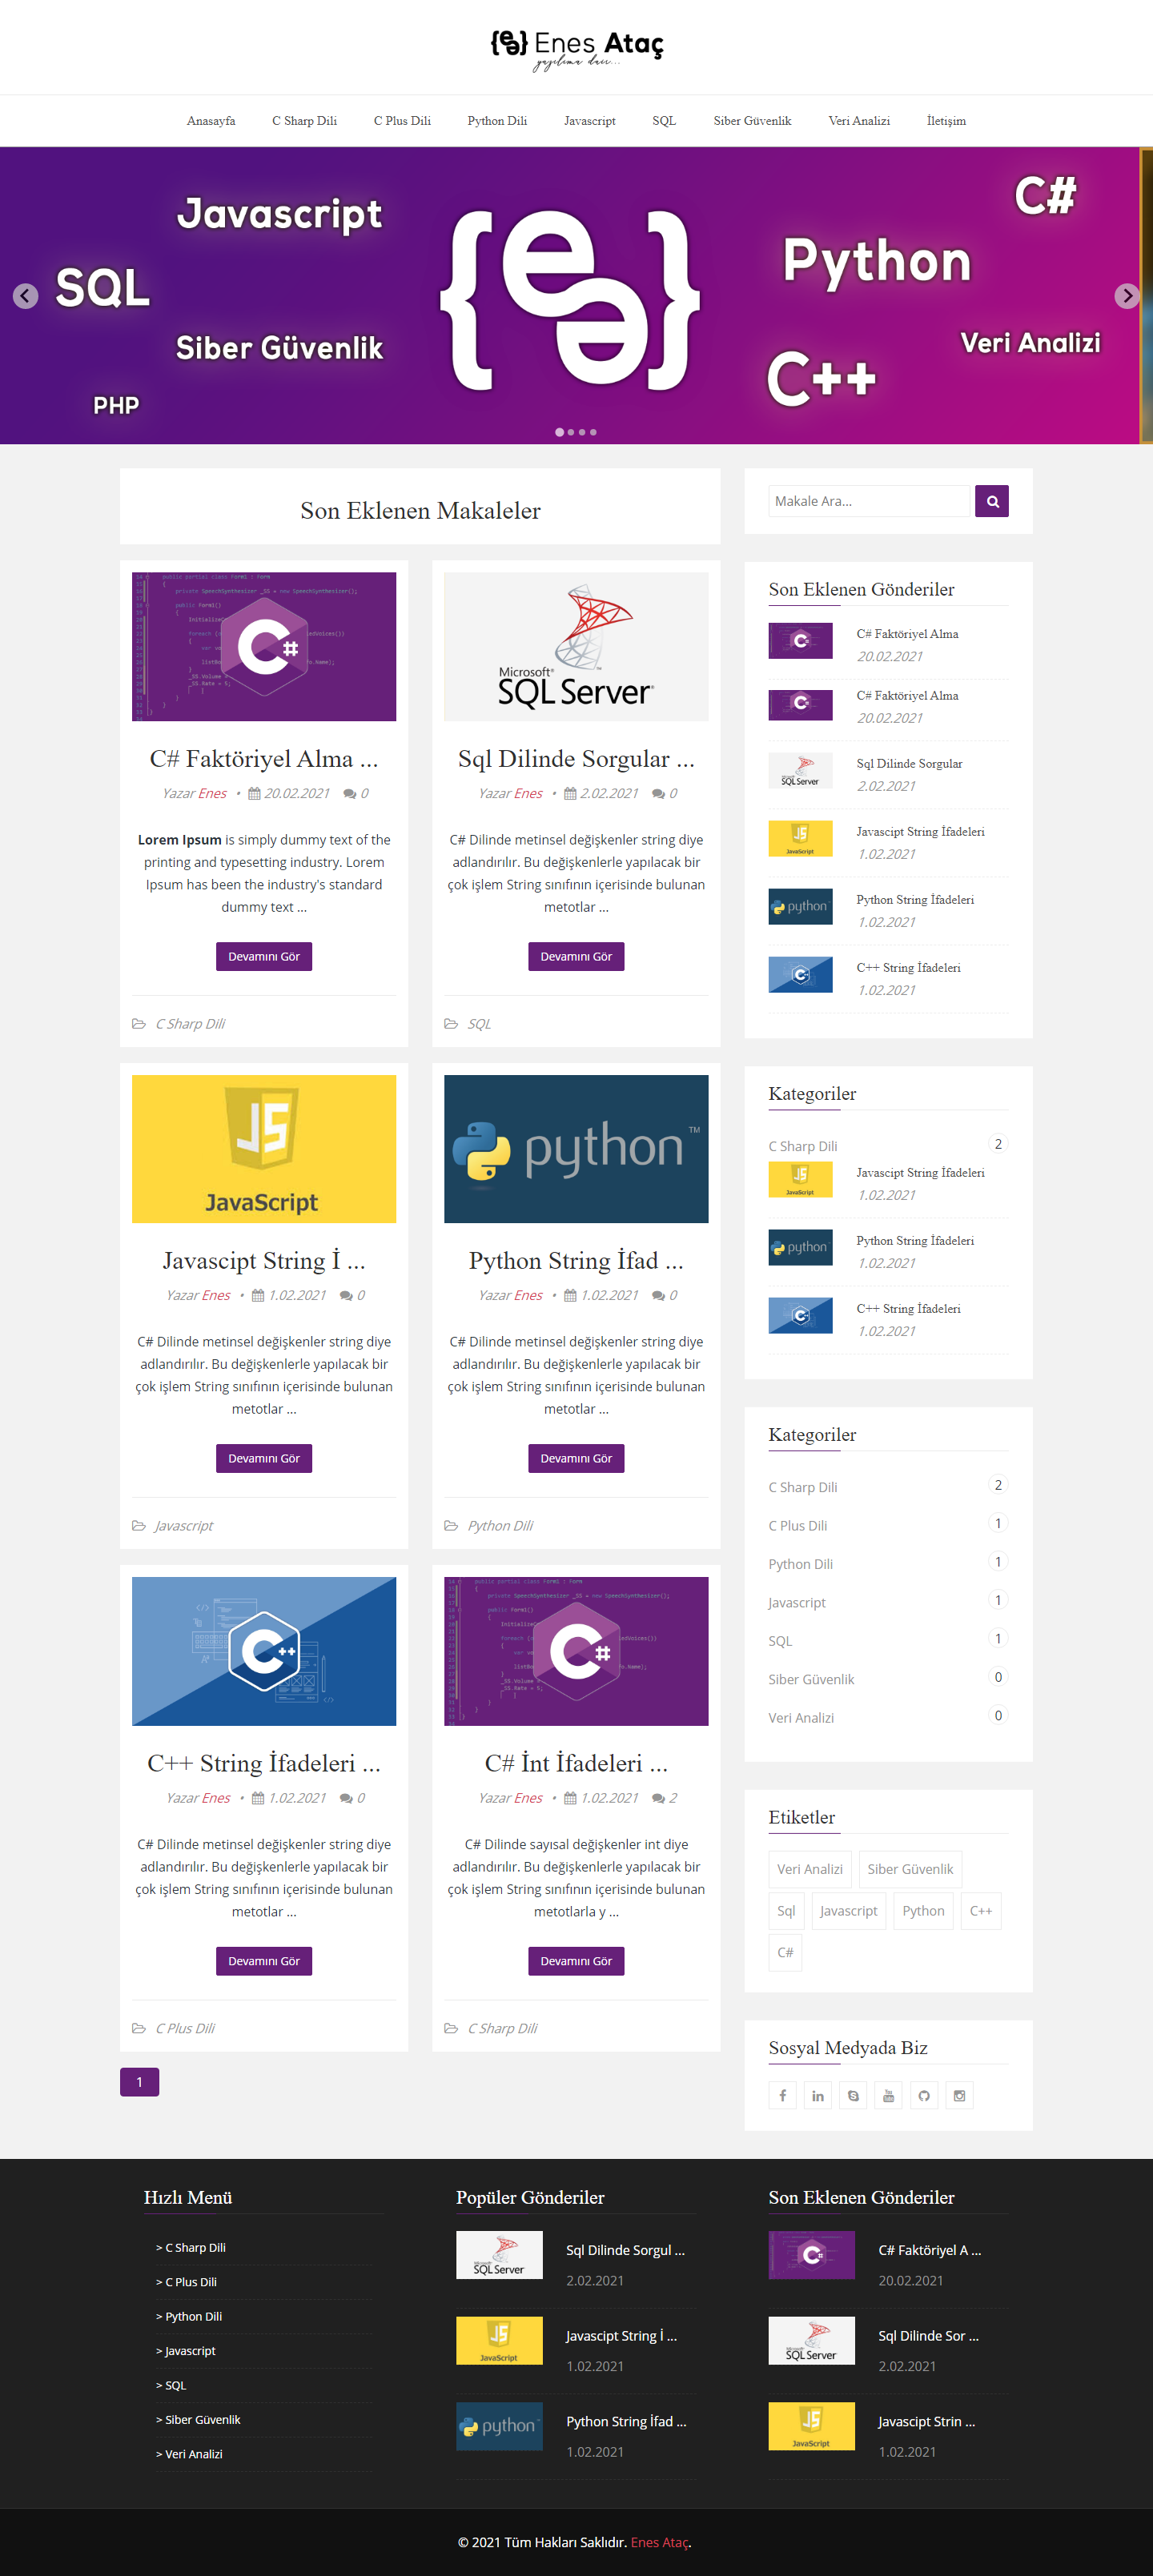 {ee} Enes Ataç
yazılıma dair...
Anasayfa
C Sharp Dili
C Plus Dili
Python Dili
Javascript
SQL
Siber Güvenlik
Veri Analizi
İletişim
Javascript
SQL
Siber Güvenlik
PHP
C#
Python
Veri Analizi
C++
Son Eklenen Makaleler
C# Faktöriyel Alma ...
Yazar Enes • 20.02.2021 0
Lorem Ipsum is simply dummy text of the
printing and typesetting industry. Lorem
Ipsum has been the industry's standard
dummy text ...
Devamını Gör
C Sharp Dili
Microsoft®
SQL Server®
Sql Dilinde Sorgular ...
Yazar Enes • 2.02.2021 0
C# Dilinde metinsel değişkenler string diye
adlandırılır. Bu değişkenlerle yapılacak bir
çok işlem String sınıfının içerisinde bulunan
metotlar ...
Devamını Gör
SQL
JS
JavaScript
Javascipt String İ ...
Yazar Enes • 1.02.2021 0
C# Dilinde metinsel değişkenler string diye
adlandırılır. Bu değişkenlerle yapılacak bir
çok işlem String sınıfının içerisinde bulunan
metotlar ...
Devamını Gör
Javascript
python™
Python String İfad ...
Yazar Enes • 1.02.2021 0
C# Dilinde metinsel değişkenler string diye
adlandırılır. Bu değişkenlerle yapılacak bir
çok işlem String sınıfının içerisinde bulunan
metotlar ...
Devamını Gör
Python Dili
C++
C++ String İfadeleri ...
Yazar Enes • 1.02.2021 0
C# Dilinde metinsel değişkenler string diye
adlandırılır. Bu değişkenlerle yapılacak bir
çok işlem String sınıfının içerisinde bulunan
metotlar ...
Devamını Gör
C Plus Dili
C#
C# İnt İfadeleri ...
Yazar Enes • 1.02.2021 2
C# Dilinde sayısal değişkenler int diye
adlandırılır. Bu değişkenlerle yapılacak bir
çok işlem String sınıfının içerisinde bulunan
metotlarla y ...
Devamını Gör
C Sharp Dili
1
Makale Ara...
Son Eklenen Gönderiler
C# Faktöriyel Alma
20.02.2021
C# Faktöriyel Alma
20.02.2021
Sql Dilinde Sorgular
2.02.2021
Javascipt String İfadeleri
1.02.2021
Python String İfadeleri
1.02.2021
C++ String İfadeleri
1.02.2021
Kategoriler
C Sharp Dili 2
Javascipt String İfadeleri
1.02.2021
Python String İfadeleri
1.02.2021
C++ String İfadeleri
1.02.2021
Kategoriler
C Sharp Dili 2
C Plus Dili 1
Python Dili 1
Javascript 1
SQL 1
Siber Güvenlik 0
Veri Analizi 0
Etiketler
Veri Analizi Siber Güvenlik
Sql Javascript Python C++
C#
Sosyal Medyada Biz
Hızlı Menü
> C Sharp Dili
> C Plus Dili
> Python Dili
> Javascript
> SQL
> Siber Güvenlik
> Veri Analizi
Popüler Gönderiler
Sql Dilinde Sorgul ...
2.02.2021
Javascipt String İ ...
1.02.2021
Python String İfad ...
1.02.2021
Son Eklenen Gönderiler
C# Faktöriyel A ...
20.02.2021
Sql Dilinde Sor ...
2.02.2021
Javascipt Strin ...
1.02.2021
© 2021 Tüm Hakları Saklıdır. Enes Ataç.